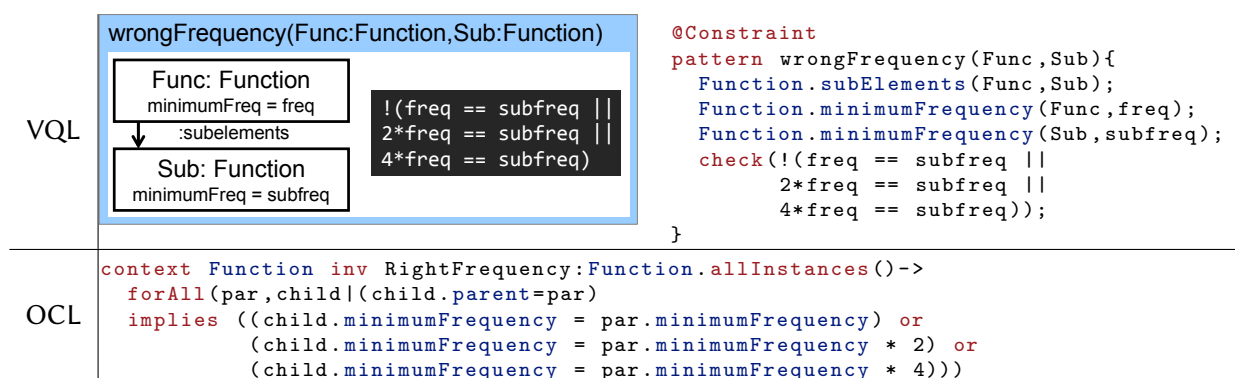 VQL
wrongFrequency(Func:Function,Sub:Function)
Func: Function
minimumFreq = freq
:subelements
Sub: Function
minimumFreq = subfreq
!(freq == subfreq ||
2*freq == subfreq ||
4*freq == subfreq)
@Constraint
pattern wrongFrequency(Func,Sub){
Function.subElements(Func,Sub);
Function.minimumFrequency(Func,freq);
Function.minimumFrequency(Sub,subfreq);
check(!(freq == subfreq ||
2*freq == subfreq ||
4*freq == subfreq));
}
OCL
context Function inv RightFrequency:Function.allInstances()->
forAll(par,child|(child.parent=par)
implies ((child.minimumFrequency = par.minimumFrequency) or
(child.minimumFrequency = par.minimumFrequency * 2) or
(child.minimumFrequency = par.minimumFrequency * 4)))